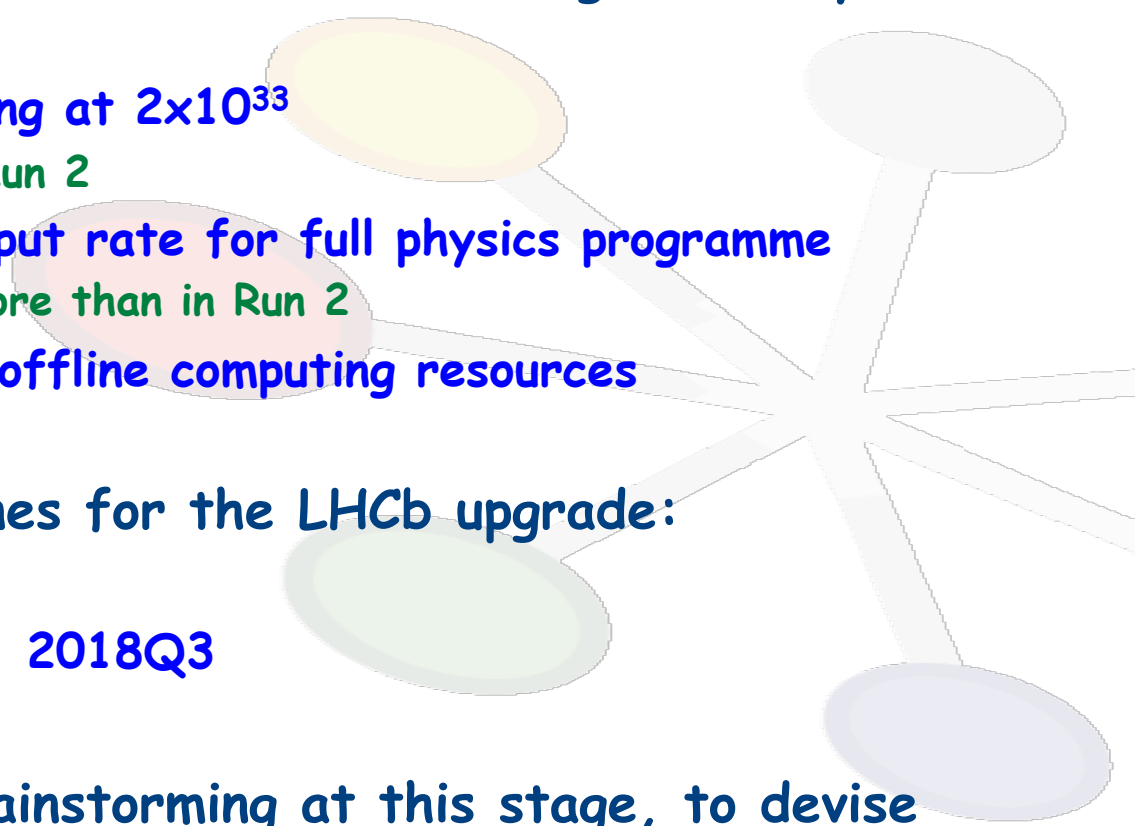 ng at 2x10³³
un 2
put rate for full physics programme
ore than in Run 2
offline computing resources
nes for the LHCb upgrade:
2018Q3
ainstorming at this stage, to devise